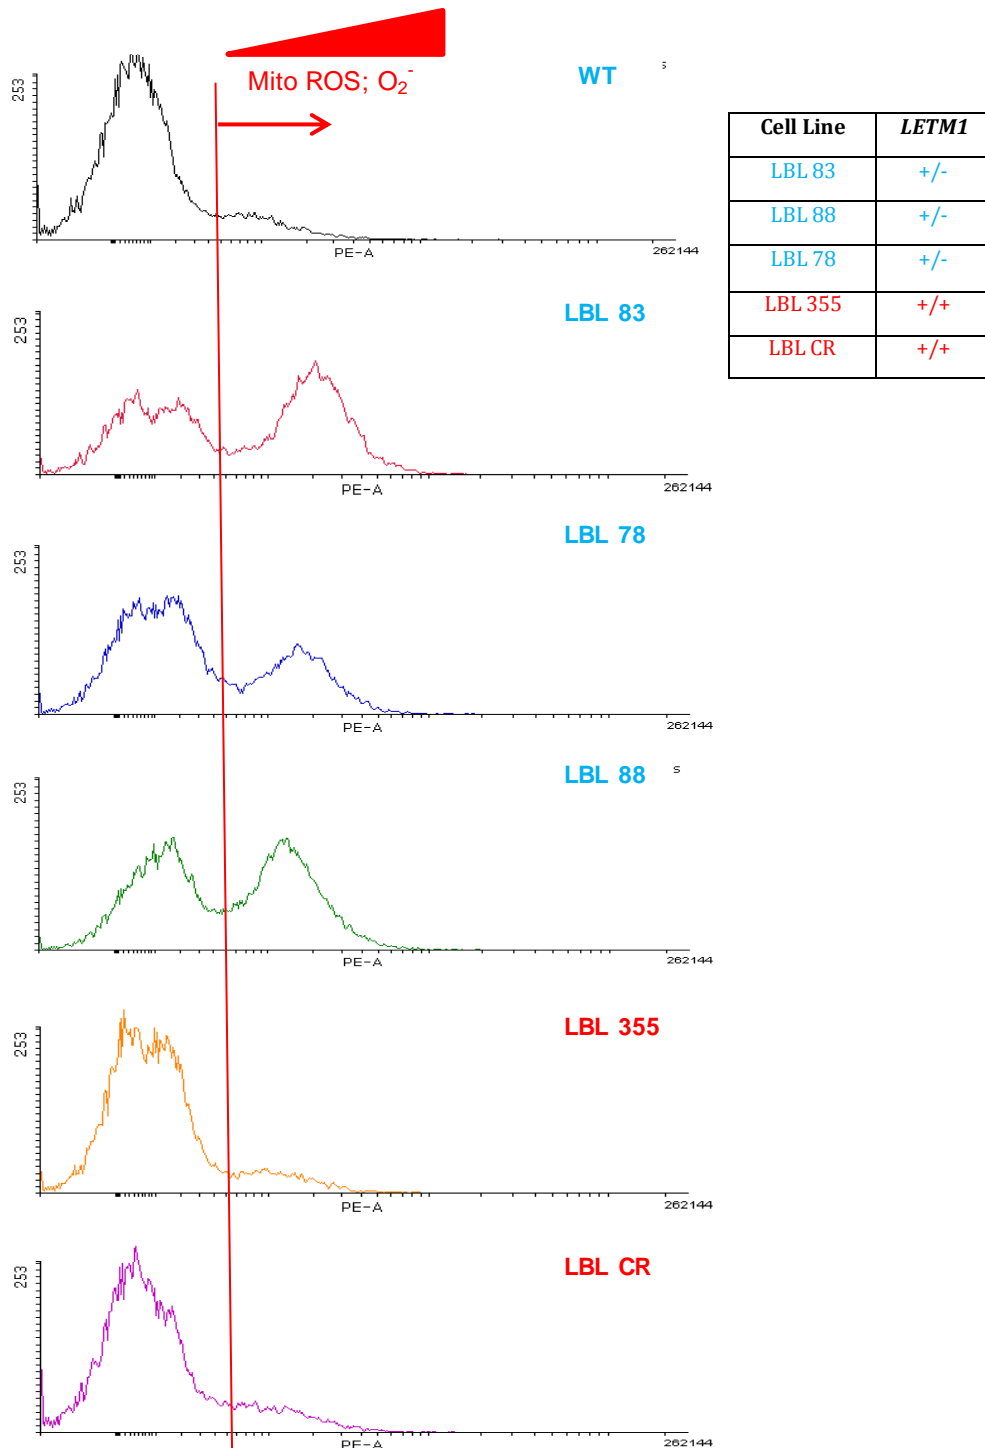 WT
s
Mito ROS; O₂⁻
253
PE-A
262144
Cell Line LETM1
LBL 83 +/-
LBL 88 +/-
LBL 78 +/-
LBL 355 +/+
LBL CR +/+
LBL 83
253
PE-A
262144
LBL 78
253
PE-A
262144
LBL 88
s
253
PE-A
262144
LBL 355
253
PE-A
262144
LBL CR
253
PE-A
262144